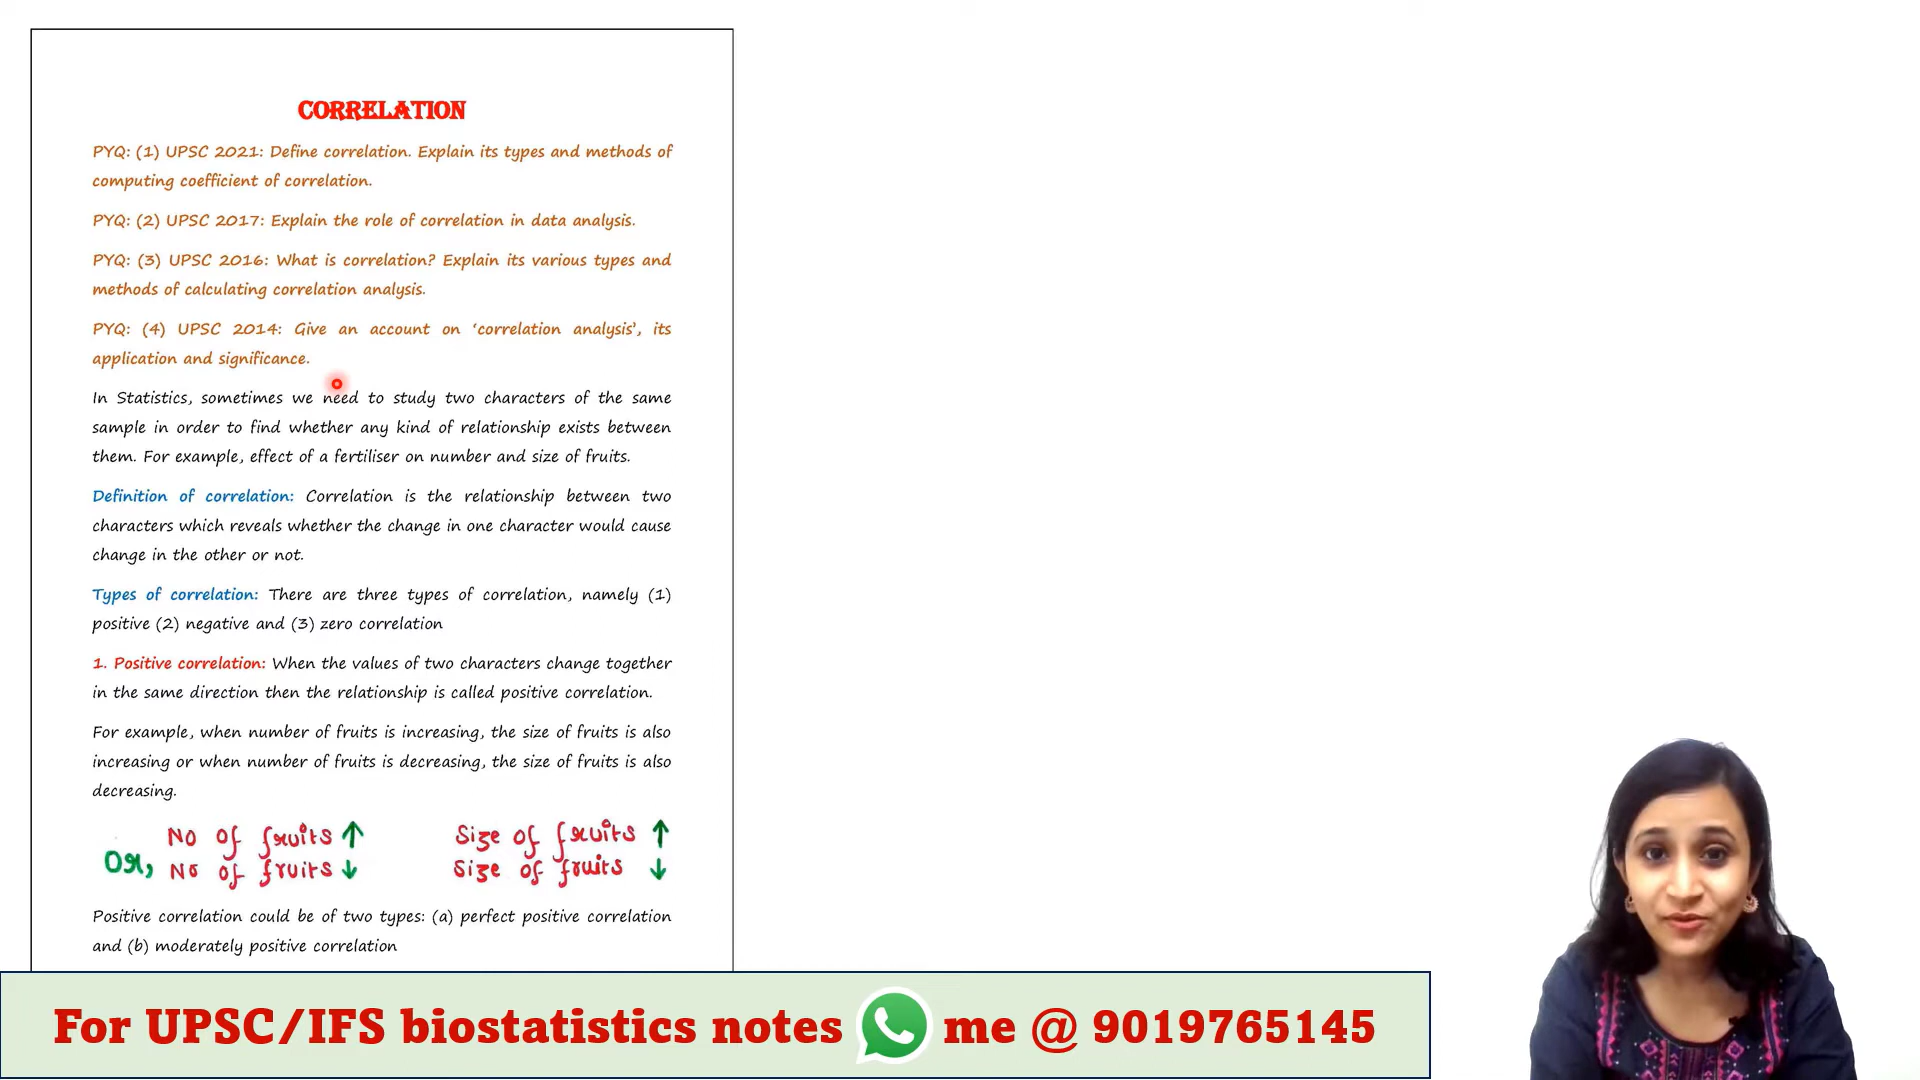 CORRELATION
PYQ: (1) UPSC 2021: Define correlation. Explain its types and methods of
computing coefficient of correlation.
PYQ: (2) UPSC 2017: Explain the role of correlation in data analysis.
PYQ: (3) UPSC 2016: What is correlation? Explain its various types and
methods of calculating correlation analysis.
PYQ: (4) UPSC 2014: Give an account on ‘correlation analysis’, its
application and significance.
In Statistics, sometimes we need to study two characters of the same
sample in order to find whether any kind of relationship exists between
them. For example, effect of a fertiliser on number and size of fruits.
Definition of correlation: Correlation is the relationship between two
characters which reveals whether the change in one character would cause
change in the other or not.
Types of correlation: There are three types of correlation, namely (1)
positive (2) negative and (3) zero correlation
1. Positive correlation: When the values of two characters change together
in the same direction then the relationship is called positive correlation.
For example, when number of fruits is increasing, the size of fruits is also
increasing or when number of fruits is decreasing, the size of fruits is also
decreasing.
No of fruits ↑ Size of fruits ↑
Or, No of fruits ↓ Size of fruits ↓
Positive correlation could be of two types: (a) perfect positive correlation
and (b) moderately positive correlation
For UPSC/IFS biostatistics notes me @ 9019765145